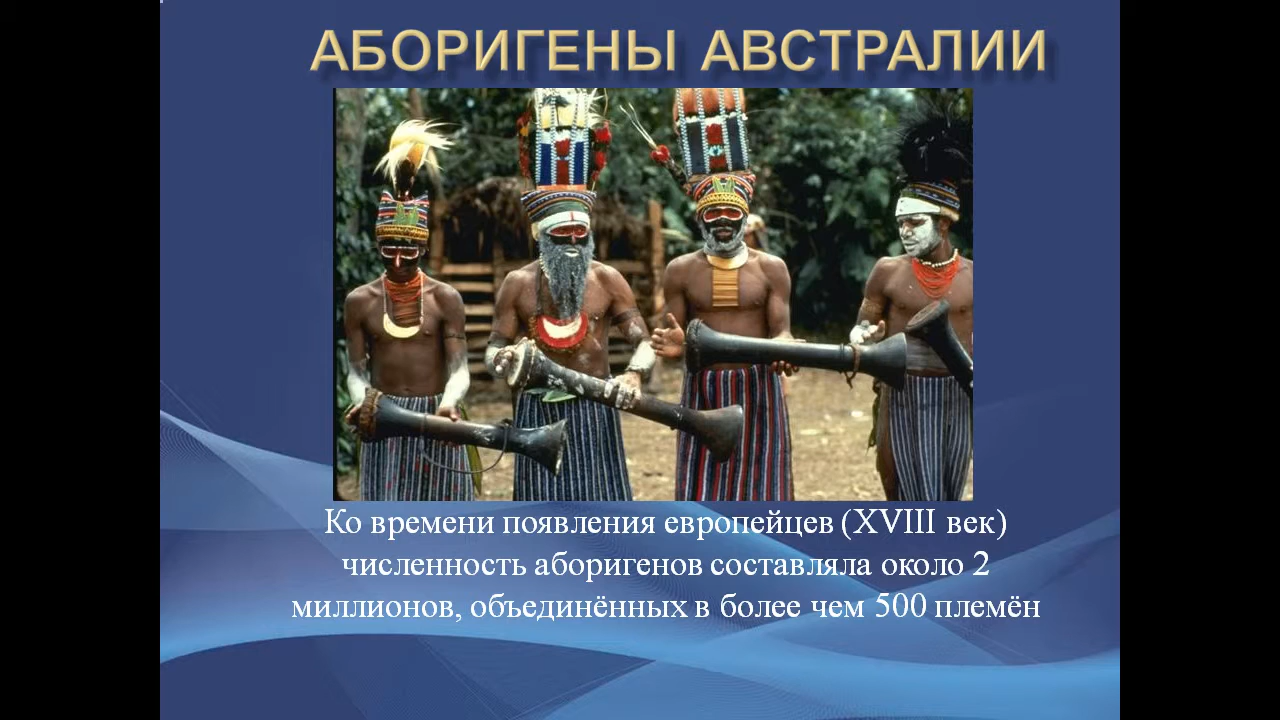 АБОРИГЕНЫ АВСТРАЛИИ
Ко времени появления европейцев (XVIII век)
численность аборигенов составляла около 2
миллионов, объединённых в более чем 500 племён